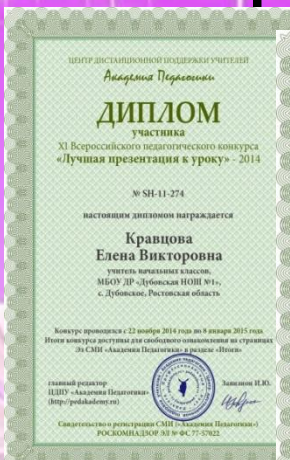 ЦЕНТР ДИСТАНЦИОННОЙ ПОДДЕРЖКИ УЧИТЕЛЕЙ
Академия Педагогики
ДИПЛОМ
участника
XI Всероссийского педагогического конкурса
«Лучшая презентация к уроку» - 2014
№ SH-11-274
настоящим дипломом награждается
Кравцова
Елена Викторовна
учитель начальных классов,
МБОУ ДР «Дубовская НОШ №1»,
с. Дубовское, Ростовская область
Конкурс проводился с 22 ноября 2014 года по 8 января 2015 года
Итоги конкурса доступны для свободного ознакомления на страницах
Эл СМИ «Академия Педагогики» в разделе «Итоги»
главный редактор
ЦДПУ «Академия Педагогики»
(http://pedakademy.ru)
Завизион И.Ю.
Свидетельство о регистрации СМИ («Академия Педагогики»)
РОСКОМНАДЗОР ЭЛ № ФС 77-57022